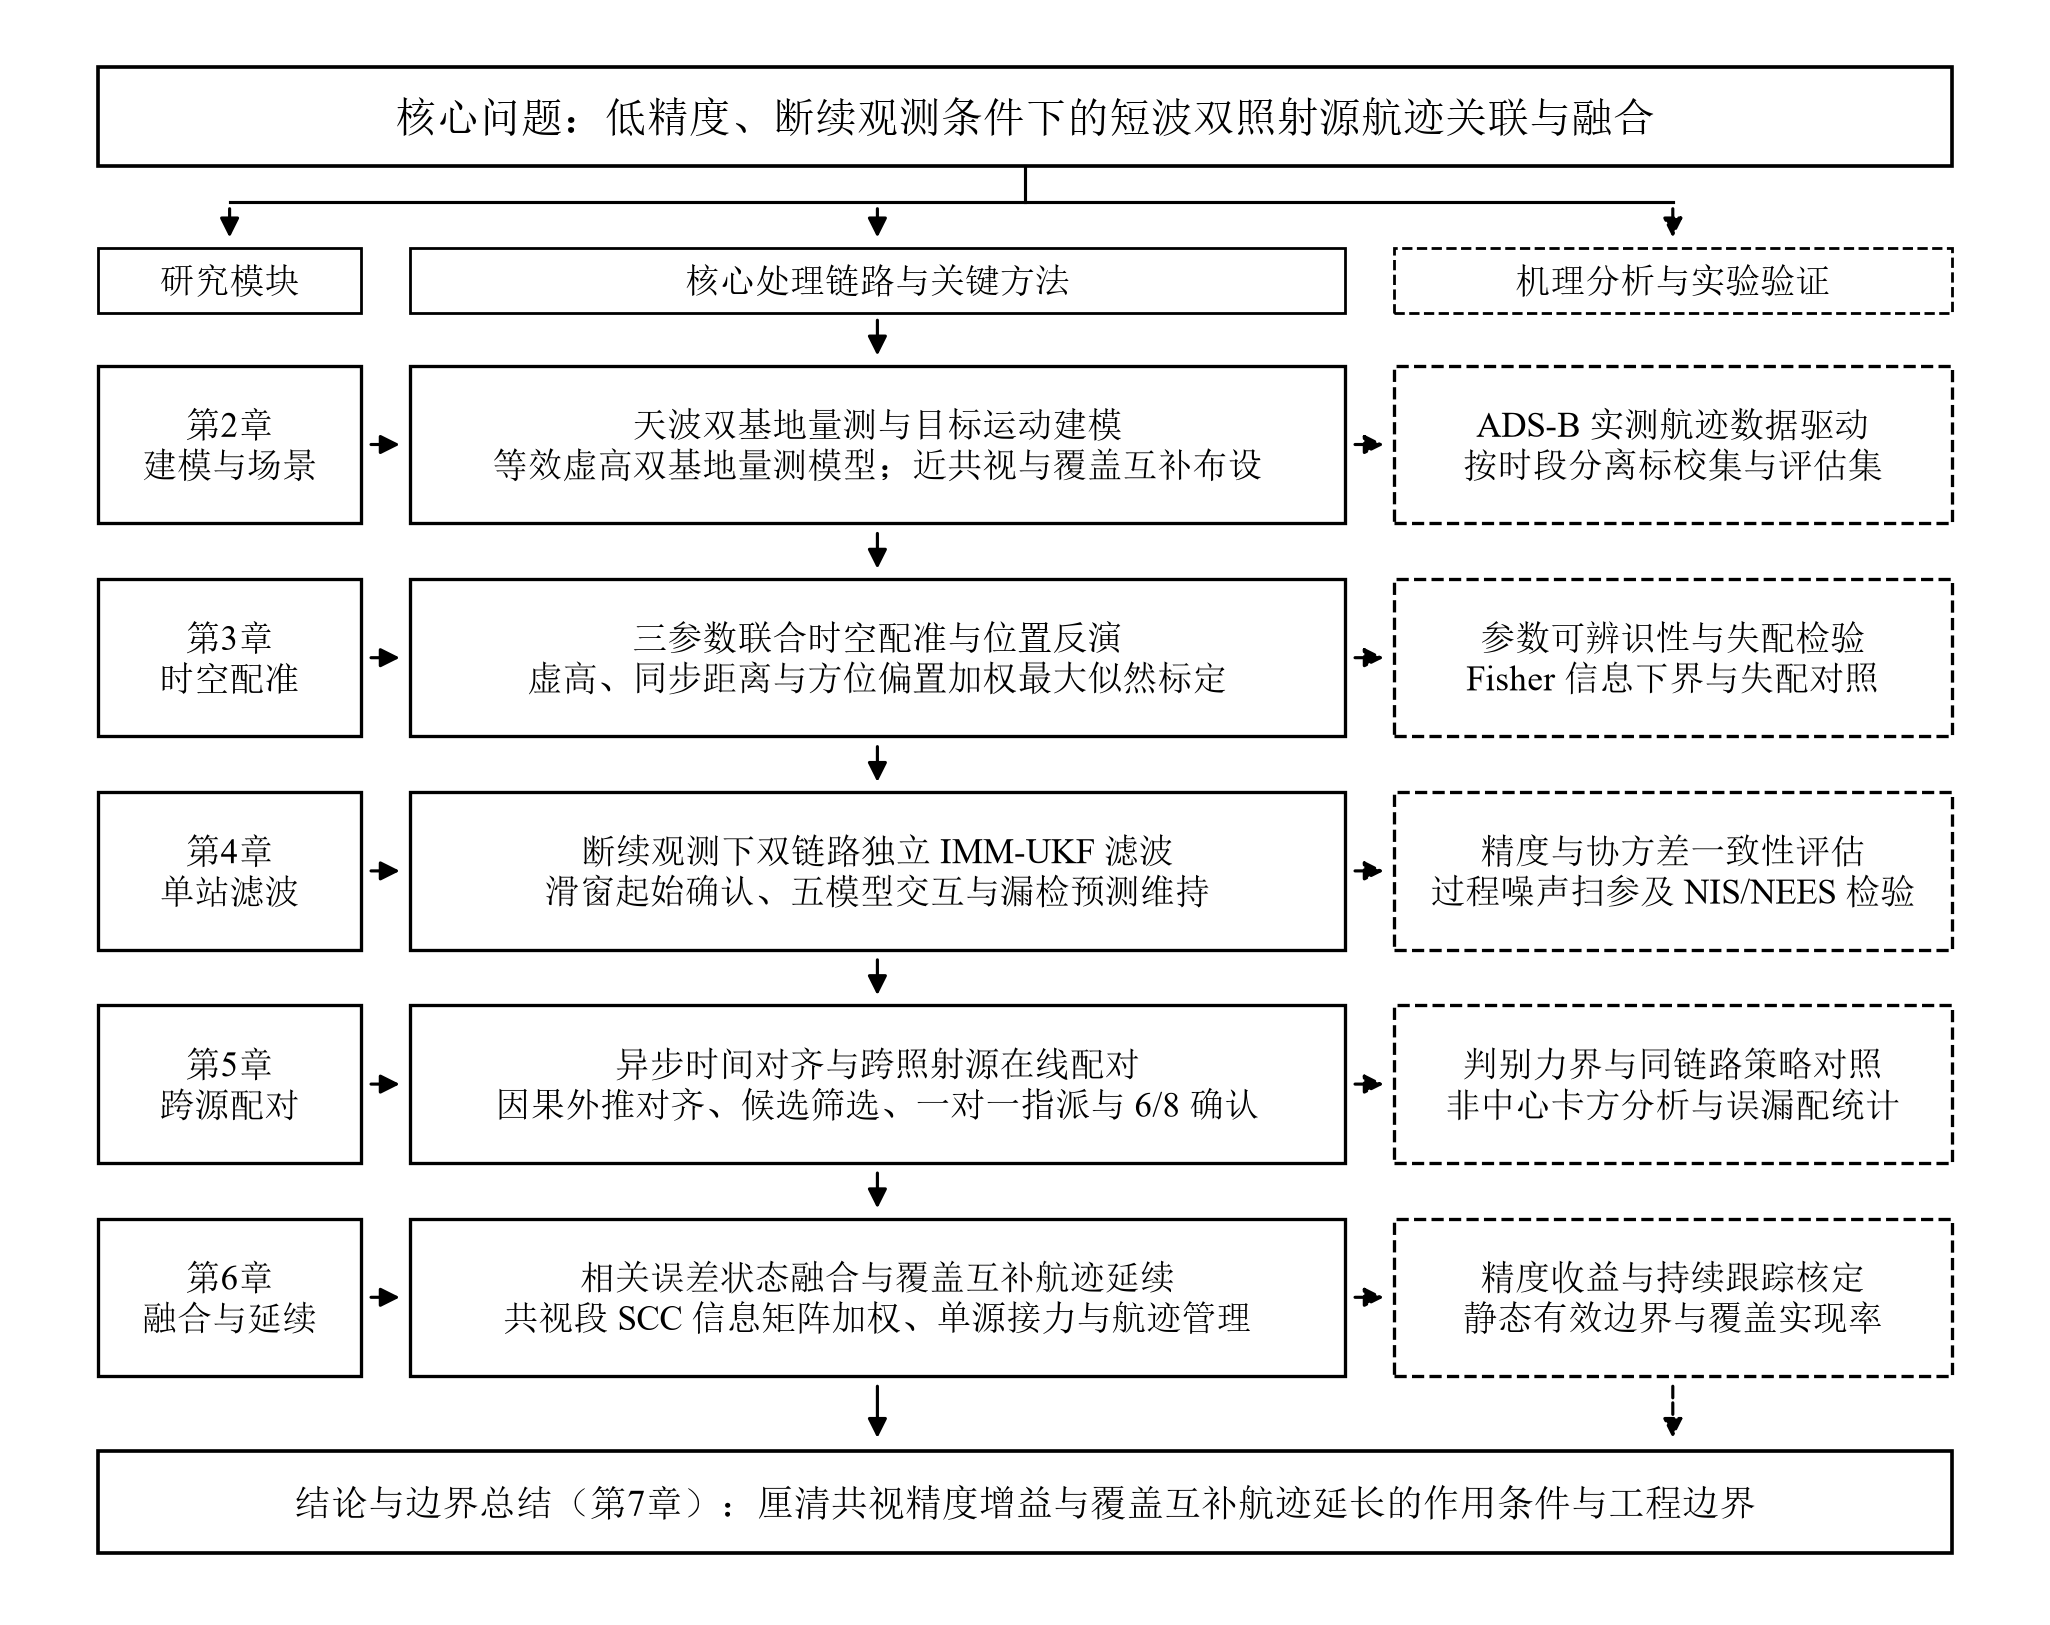 核心问题：低精度、断续观测条件下的短波双照射源航迹关联与融合
研究模块
核心处理链路与关键方法
机理分析与实验验证
第2章
建模与场景
天波双基地量测与目标运动建模
等效虚高双基地量测模型；近共视与覆盖互补布设
ADS-B 实测航迹数据驱动
按时段分离标校集与评估集
第3章
时空配准
三参数联合时空配准与位置反演
虚高、同步距离与方位偏置加权最大似然标定
参数可辨识性与失配检验
Fisher 信息下界与失配对照
第4章
单站滤波
断续观测下双链路独立 IMM-UKF 滤波
滑窗起始确认、五模型交互与漏检预测维持
精度与协方差一致性评估
过程噪声扫参及 NIS/NEES 检验
第5章
跨源配对
异步时间对齐与跨照射源在线配对
因果外推对齐、候选筛选、一对一指派与 6/8 确认
判别力界与同链路策略对照
非中心卡方分析与误漏配统计
第6章
融合与延续
相关误差状态融合与覆盖互补航迹延续
共视段 SCC 信息矩阵加权、单源接力与航迹管理
精度收益与持续跟踪核定
静态有效边界与覆盖实现率
结论与边界总结（第7章）：厘清共视精度增益与覆盖互补航迹延长的作用条件与工程边界